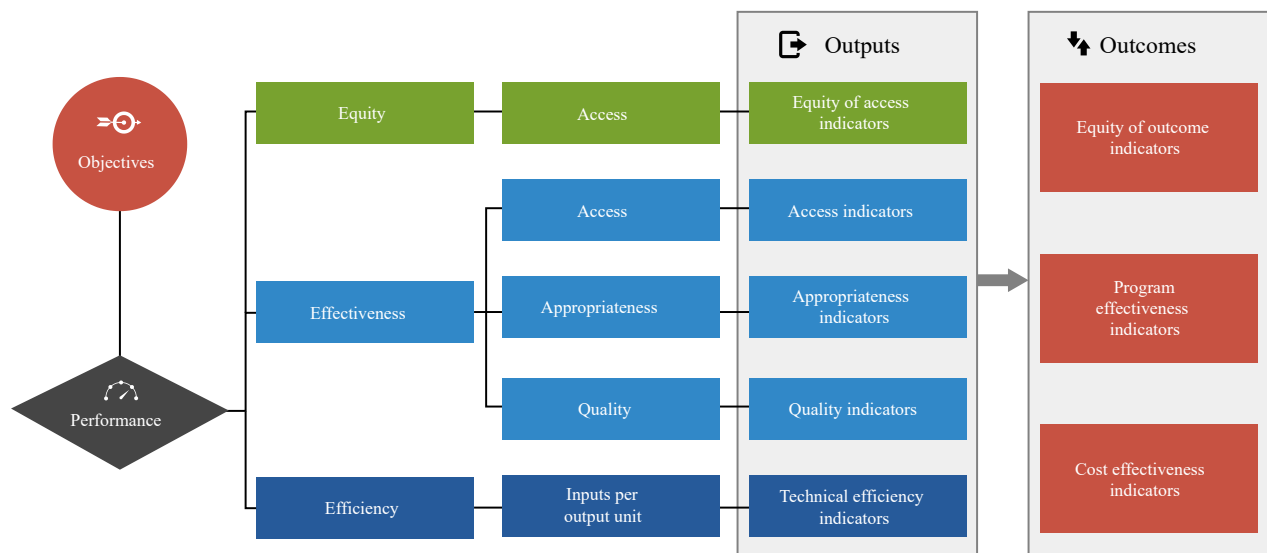 Outputs
Outcomes
Objectives
Performance
Equity
Access
Equity of access
indicators
Effectiveness
Access
Access indicators
Appropriateness
Appropriateness
indicators
Quality
Quality indicators
Efficiency
Inputs per
output unit
Technical efficiency
indicators
Equity of outcome
indicators
Program
effectiveness
indicators
Cost effectiveness
indicators